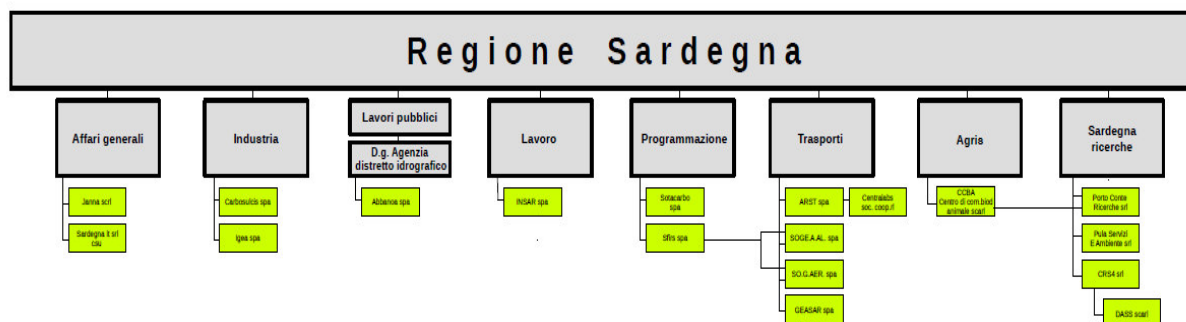 Regione Sardegna
Affari generali
Industria
Lavori pubblici
D.g. Agenzia
distretto idrografico
Lavoro
Programmazione
Trasporti
Agris
Sardegna
ricerche
Janna scrl
Sardegna it srl
csu
Carbosulcis spa
Igea spa
Abbanoa spa
INSAR spa
Sotacarbo
spa
Sfirs spa
ARST spa
Centralabs
soc. coop.rl
SOGE.A.AL. spa
SO.G.AER. spa
GEASAR spa
CCBA
Centro di com.biod
animale scarl
Porto Conte
Ricerche srl
Pula Servizi
E Ambiente srl
CRS4 srl
DASS scarl